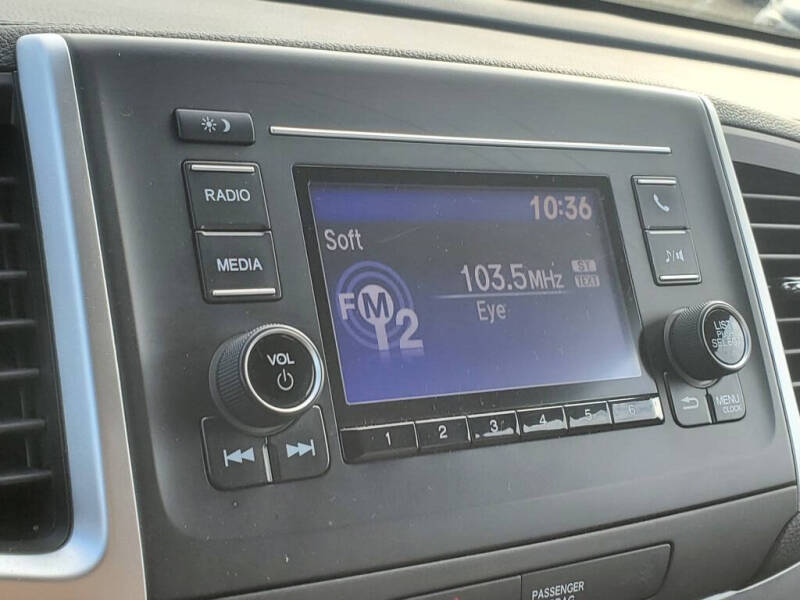 RADIO
MEDIA
10:36
Soft
FM 2
103.5MHz
ST
TEXT
Eye
VOL
1 2 3 4 5 6
LIST
PUSH
SELECT
MENU
CLOCK
PASSENGER